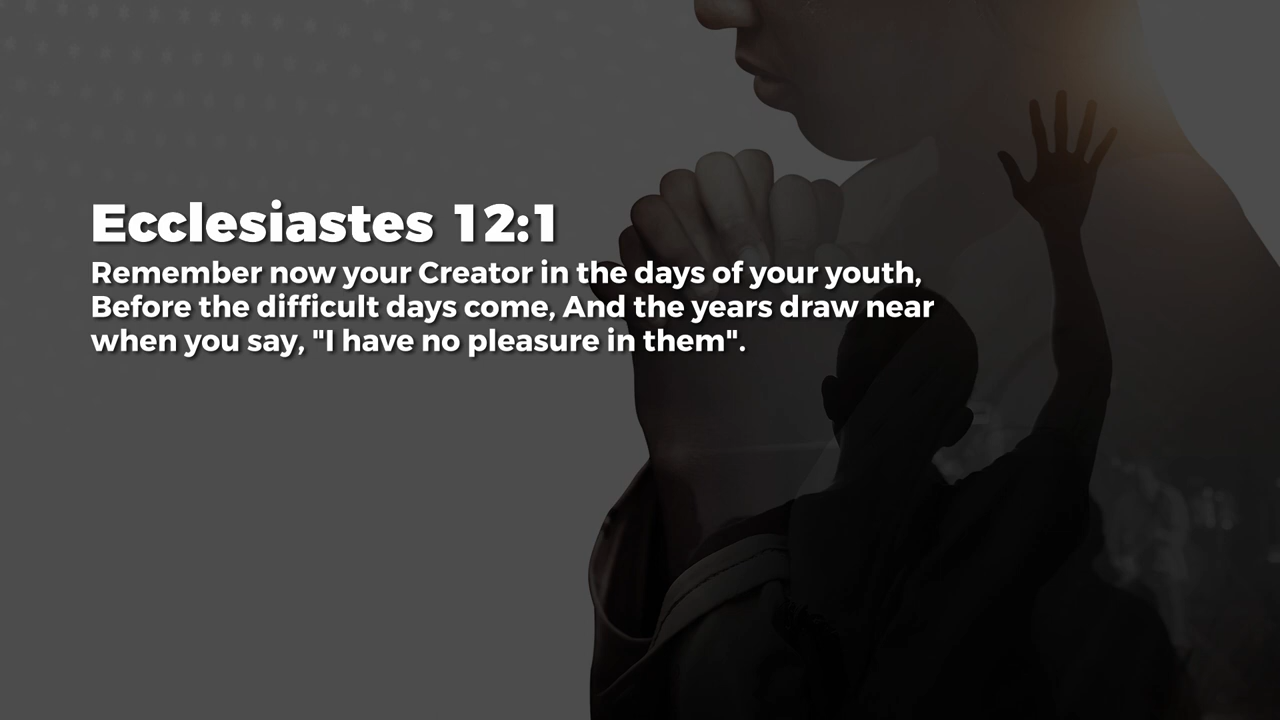 Ecclesiastes 12:1
Remember now your Creator in the days of your youth,
Before the difficult days come, And the years draw near
when you say, "I have no pleasure in them".